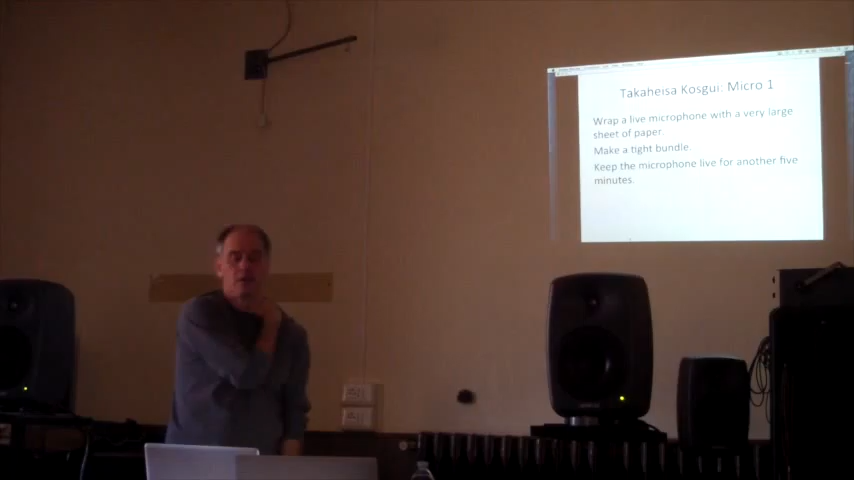 Takaheisa Kosgui: Micro 1
Wrap a live microphone with a very large
sheet of paper.
Make a tight bundle.
Keep the microphone live for another five
minutes.